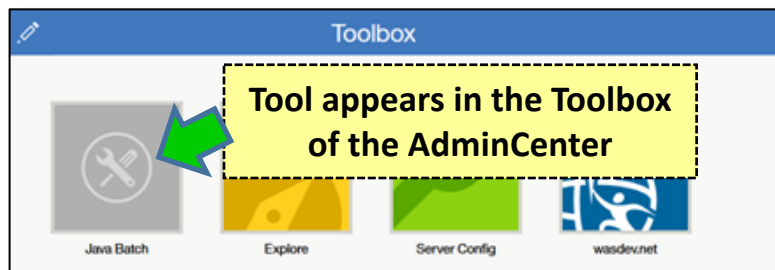 Toolbox
Tool appears in the Toolbox
of the AdminCenter
Java Batch
Explore
Server Config
wasdev.net